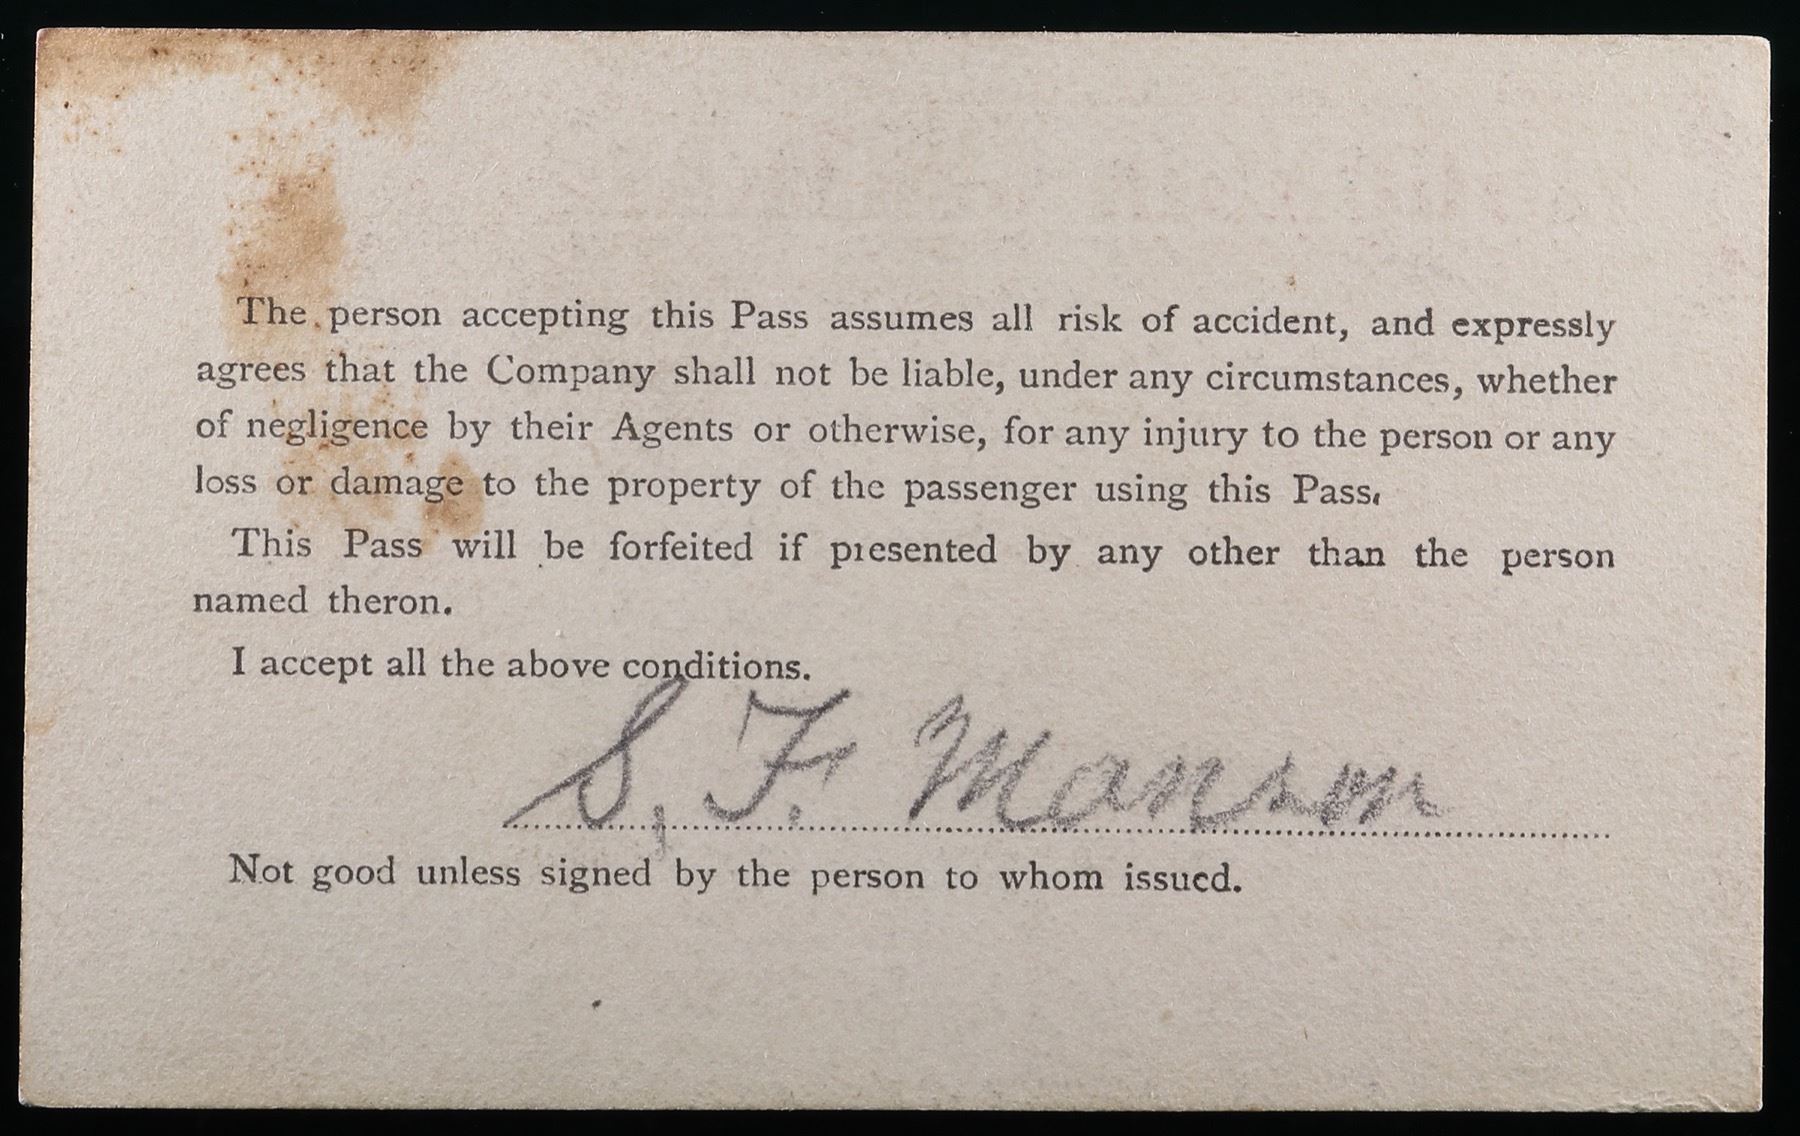 The person accepting this Pass assumes all risk of accident, and expressly
agrees that the Company shall not be liable, under any circumstances, whether
of negligence by their Agents or otherwise, for any injury to the person or any
loss or damage to the property of the passenger using this Pass.
This Pass will be forfeited if presented by any other than the person
named theron.
I accept all the above conditions.
S. F. Manson
Not good unless signed by the person to whom issued.